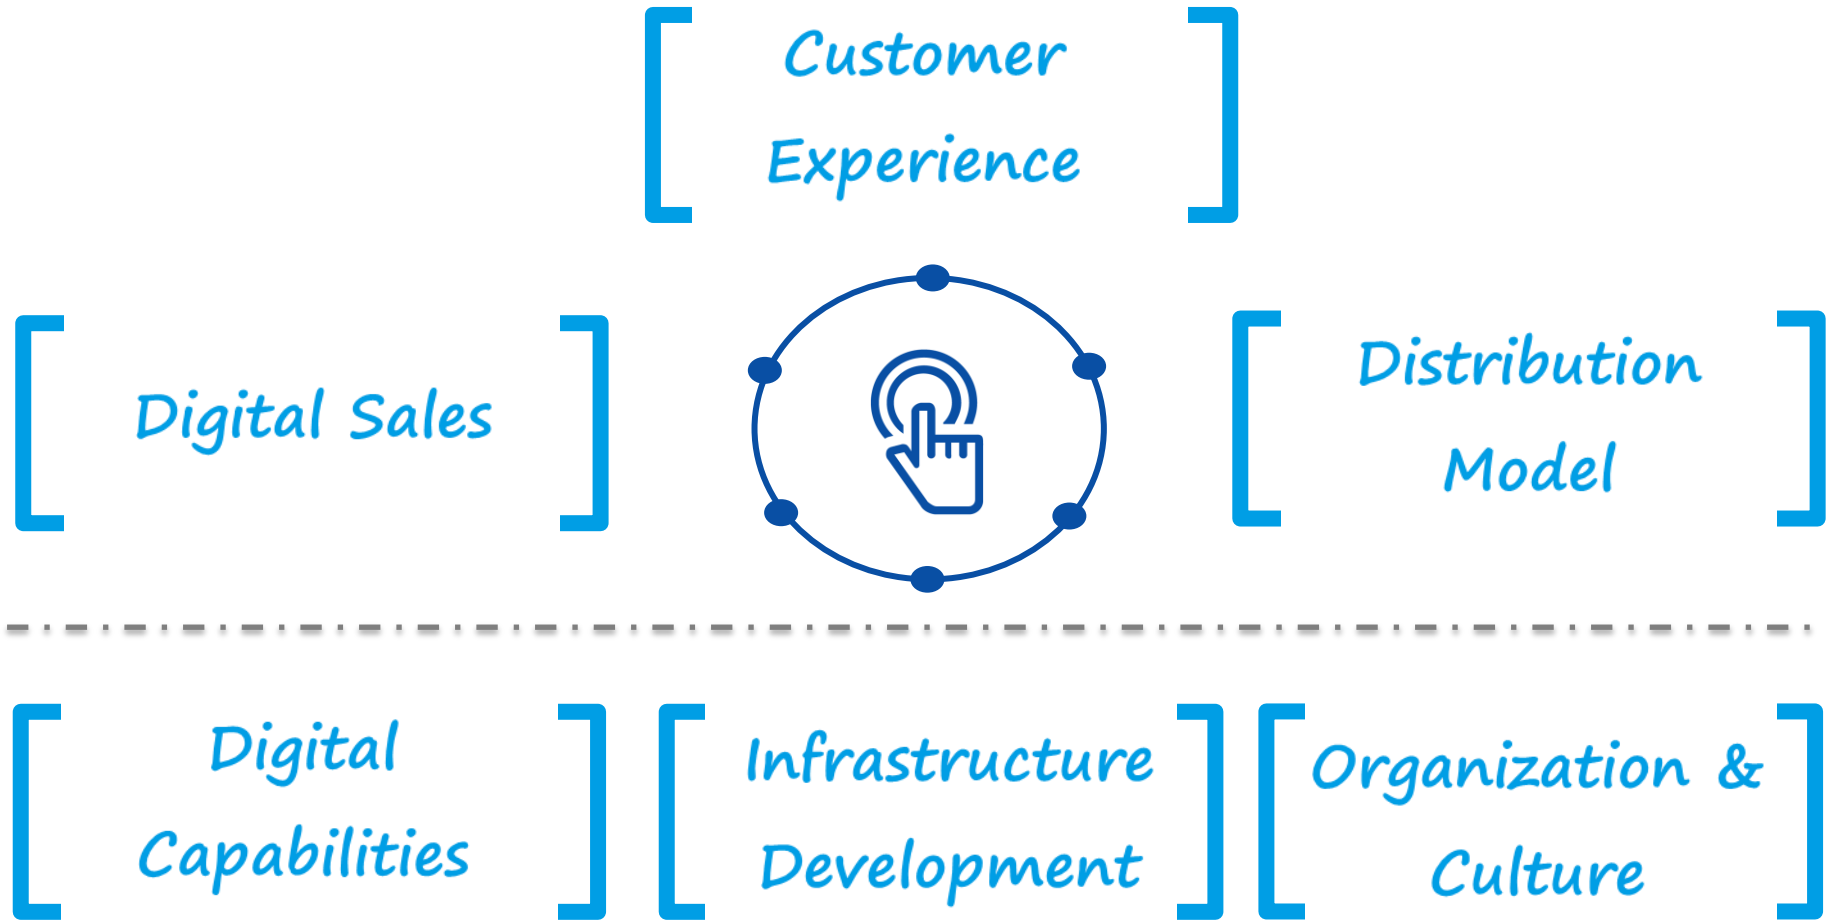 Customer
Experience
Digital Sales
Distribution
Model
Digital
Capabilities
Infrastructure
Development
Organization &
Culture